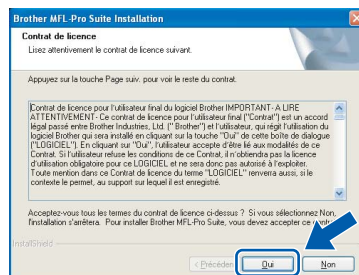 Brother MFL-Pro Suite Installation
Contrat de licence
Lisez attentivement le contrat de licence suivant.
Appuyez sur la touche Page suiv. pour voir le reste du contrat.
Contrat de licence pour l'utilisateur final du logiciel Brother IMPORTANT- A LIRE
ATTENTIVEMENT - Ce contrat de licence pour l'utilisateur final ("Contrat") est un accord
légal passé entre Brother Industries, Ltd. (" Brother") et l'utilisateur, qui régit l'utilisation du
logiciel Brother qui sera installé en cliquant sur la touche "Oui" de cette boîte de dialogue
("LOGICIEL"). En cliquant sur "Oui", l'utilisateur accepte d'être lié aux modalités de ce
Contrat. Si l'utilisateur refuse les conditions de ce Contrat, il n'obtiendra pas la licence
d'utilisation obligatoire pour ce LOGICIEL et ne sera donc pas autorisé à l'exploiter.
Toute mention dans ce Contrat de licence du terme "LOGICIEL" renverra aussi, si le
contexte le permet, au support sur lequel il est enregistré.
Acceptez-vous tous les termes du contrat de licence ci-dessus ? Si vous sélectionnez Non,
l'installation s'arrêtera. Pour installer Brother MFL-Pro Suite, vous devez accepter ce
InstallShield
< Précéden Oui Non